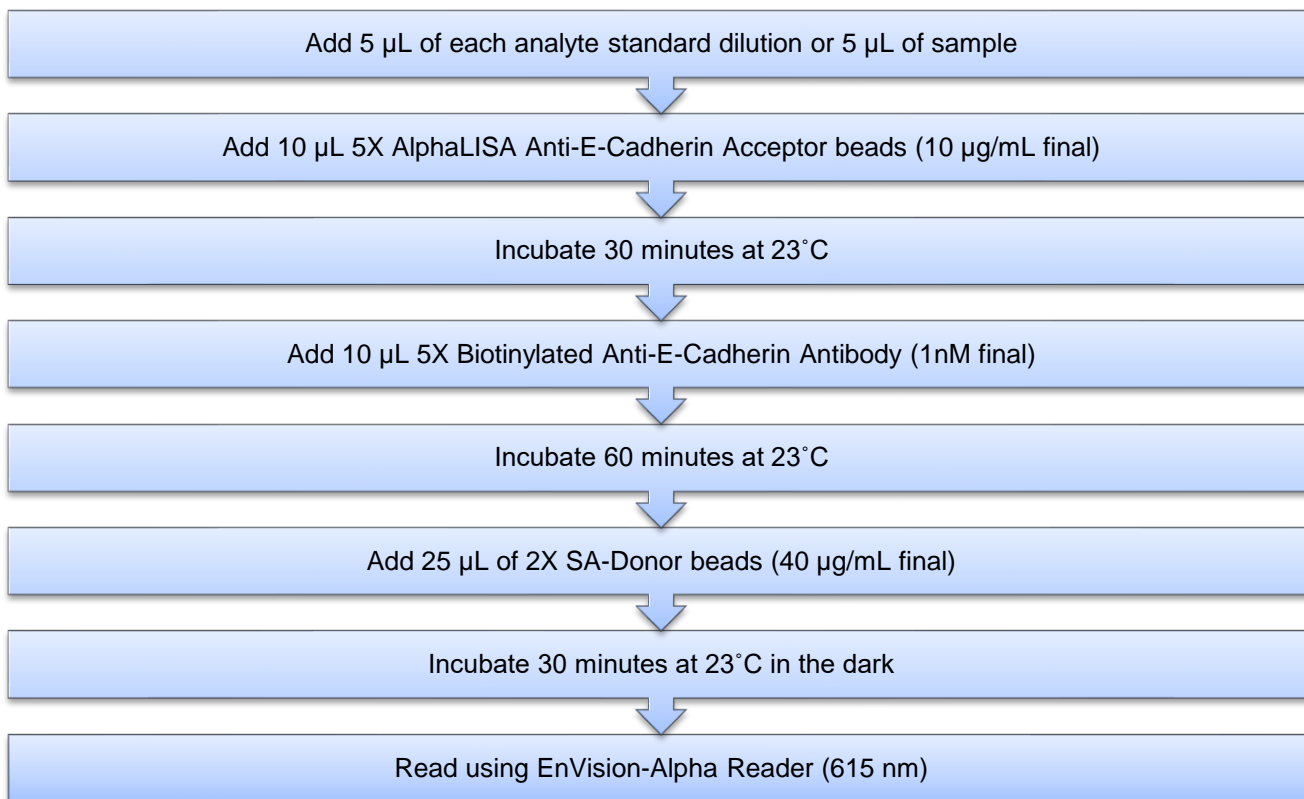 Add 5 µL of each analyte standard dilution or 5 µL of sample
Add 10 µL 5X AlphaLISA Anti-E-Cadherin Acceptor beads (10 µg/mL final)
Incubate 30 minutes at 23˚C
Add 10 µL 5X Biotinylated Anti-E-Cadherin Antibody (1nM final)
Incubate 60 minutes at 23˚C
Add 25 µL of 2X SA-Donor beads (40 µg/mL final)
Incubate 30 minutes at 23˚C in the dark
Read using EnVision-Alpha Reader (615 nm)